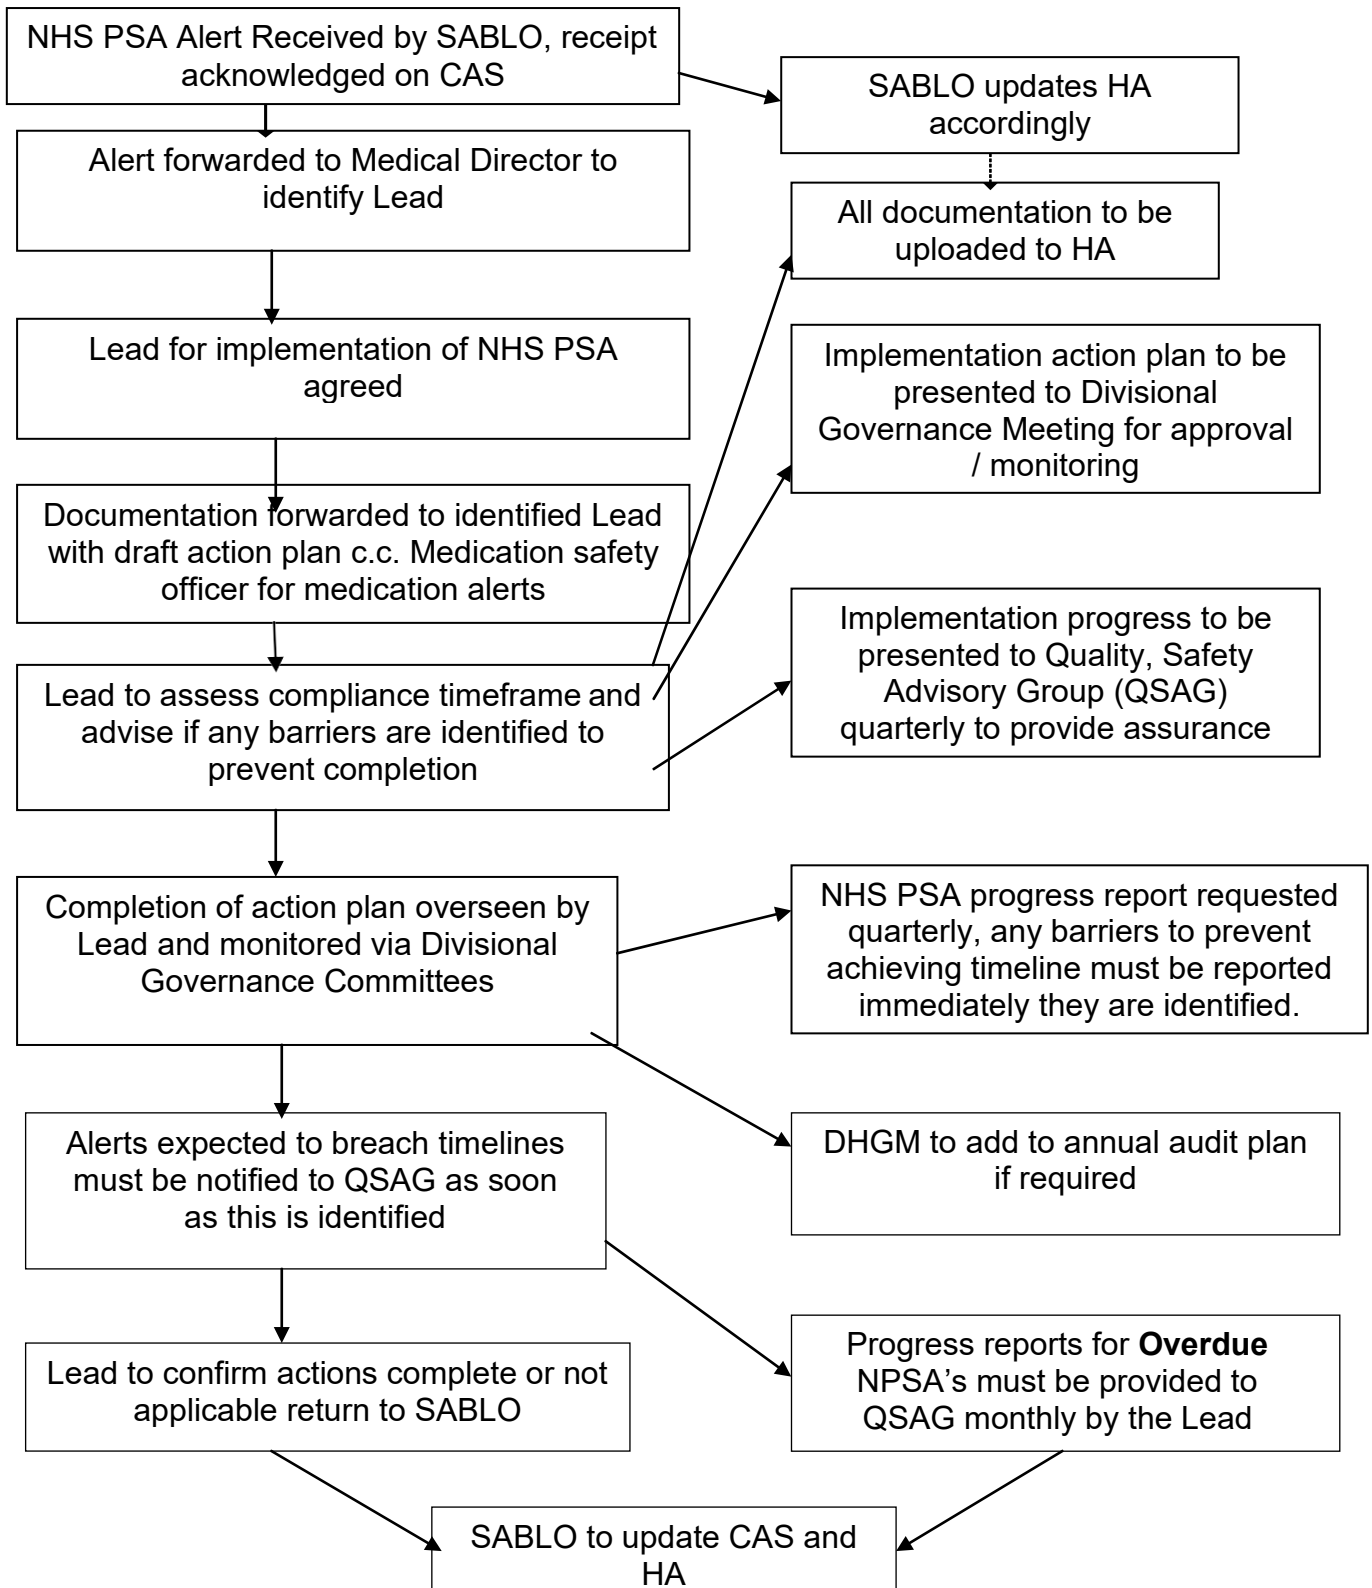 NHS PSA Alert Received by SABLO, receipt
acknowledged on CAS
SABLO updates HA
accordingly
Alert forwarded to Medical Director to
identify Lead
All documentation to be
uploaded to HA
Lead for implementation of NHS PSA
agreed
Implementation action plan to be
presented to Divisional
Governance Meeting for approval
/ monitoring
Documentation forwarded to identified Lead
with draft action plan c.c. Medication safety
officer for medication alerts
Implementation progress to be
presented to Quality, Safety
Advisory Group (QSAG)
quarterly to provide assurance
Lead to assess compliance timeframe and
advise if any barriers are identified to
prevent completion
Completion of action plan overseen by
Lead and monitored via Divisional
Governance Committees
NHS PSA progress report requested
quarterly, any barriers to prevent
achieving timeline must be reported
immediately they are identified.
Alerts expected to breach timelines
must be notified to QSAG as soon
as this is identified
DHGM to add to annual audit plan
if required
Lead to confirm actions complete or not
applicable return to SABLO
Progress reports for Overdue
NPSA's must be provided to
QSAG monthly by the Lead
SABLO to update CAS and
HA